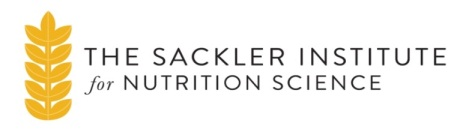 THE SACKLER INSTITUTE
for NUTRITION SCIENCE